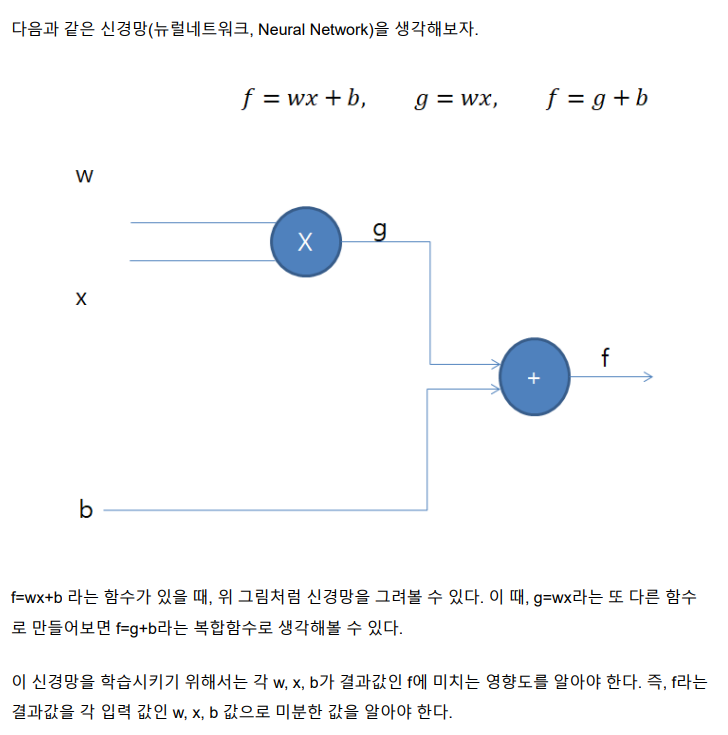 다음과 같은 신경망(뉴럴네트워크, Neural Network)을 생각해보자.
f = wx + b, g = wx, f = g + b
w
X
g
x
f
+
b
f=wx+b 라는 함수가 있을 때, 위 그림처럼 신경망을 그려볼 수 있다. 이 때, g=wx라는 또 다른 함수
로 만들어보면 f=g+b라는 복합함수로 생각해볼 수 있다.
이 신경망을 학습시키기 위해서는 각 w, x, b가 결과값인 f에 미치는 영향도를 알아야 한다. 즉, f라는
결과값을 각 입력 값인 w, x, b 값으로 미분한 값을 알아야 한다.